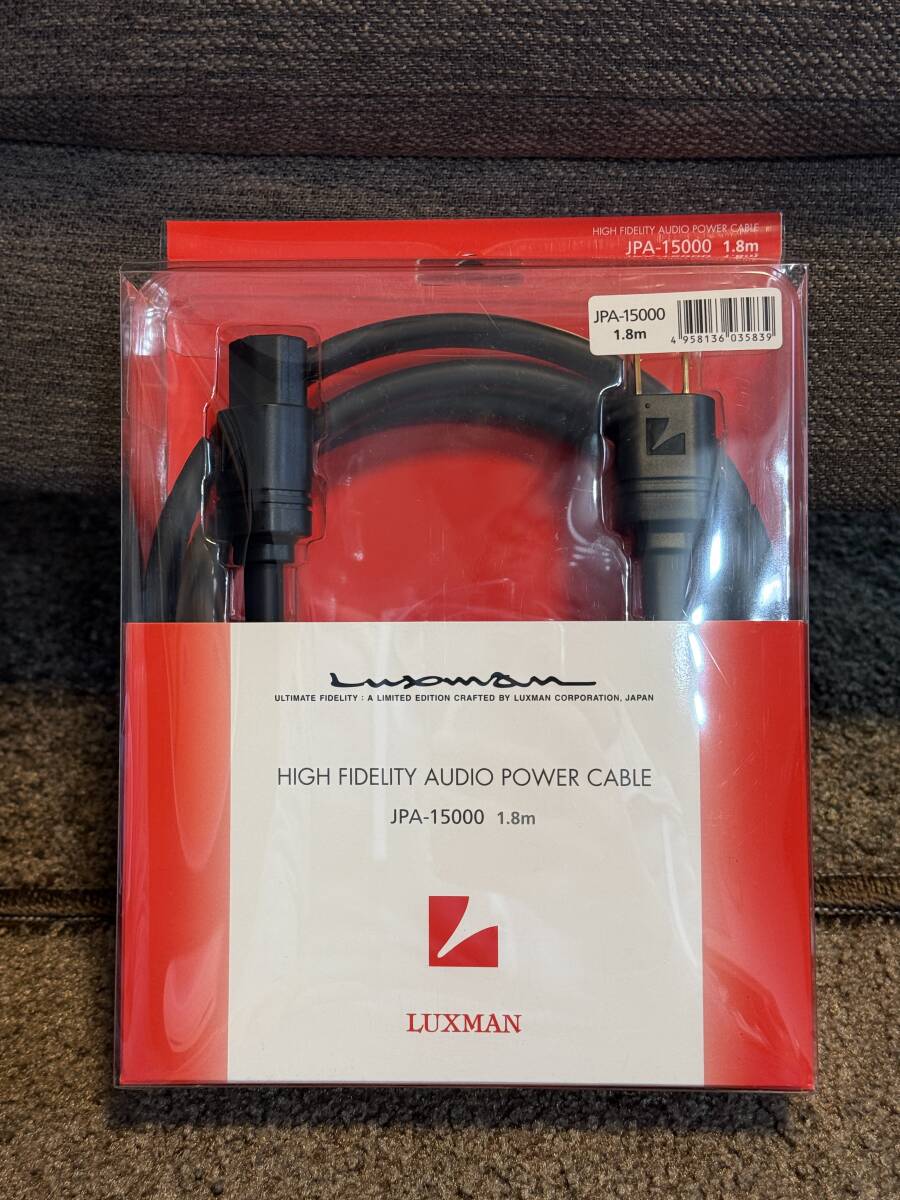 HIGH FIDELITY AUDIO POWER CABLE
JPA-15000 1.8m
JPA-15000
1.8m
4 958136 035839
Luxman
ULTIMATE FIDELITY : A LIMITED EDITION CRAFTED BY LUXMAN CORPORATION, JAPAN
HIGH FIDELITY AUDIO POWER CABLE
JPA-15000 1.8m
LUXMAN